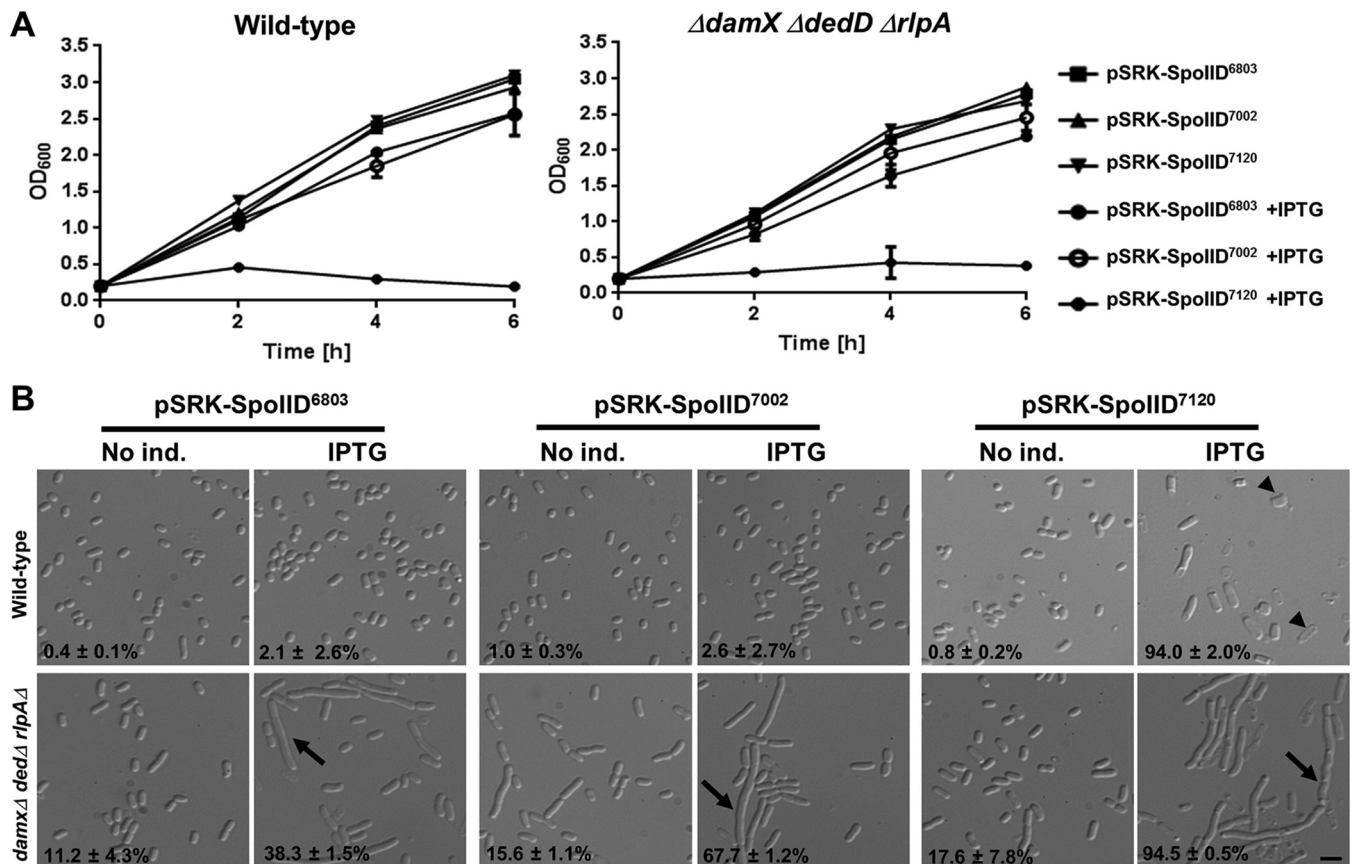 A
Wild-type
ΔdamX ΔdedD ΔrlpA
OD600
3.5
3.0
2.5
2.0
1.5
1.0
0.5
0.0
0 2 4 6
Time [h]
OD600
3.5
3.0
2.5
2.0
1.5
1.0
0.5
0.0
0 2 4 6
Time [h]
pSRK-SpoIID6803
pSRK-SpoIID7002
pSRK-SpoIID7120
pSRK-SpoIID6803 +IPTG
pSRK-SpoIID7002 +IPTG
pSRK-SpoIID7120 +IPTG
B
pSRK-SpoIID6803 pSRK-SpoIID7002 pSRK-SpoIID7120
No ind. IPTG No ind. IPTG No ind. IPTG
Wild-type
0.4 ± 0.1% 2.1 ± 2.6% 1.0 ± 0.3% 2.6 ± 2.7% 0.8 ± 0.2% 94.0 ± 2.0%
damxΔ dedΔ rlpAΔ
11.2 ± 4.3% 38.3 ± 1.5% 15.6 ± 1.1% 67.7 ± 1.2% 17.6 ± 7.8% 94.5 ± 0.5%